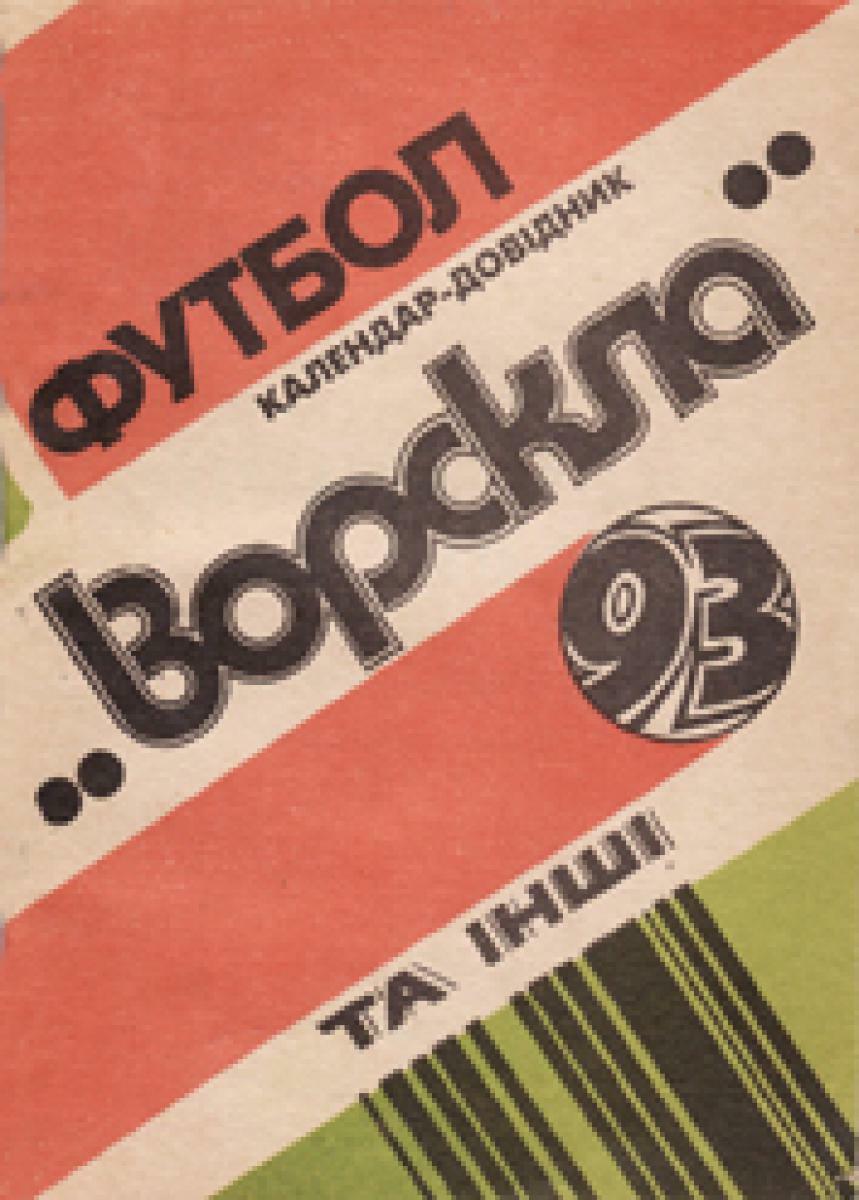 ФУТБОЛ
КАЛЕНДАР-ДОВІДНИК
„Ворскла”
93
ТА ІНШІ